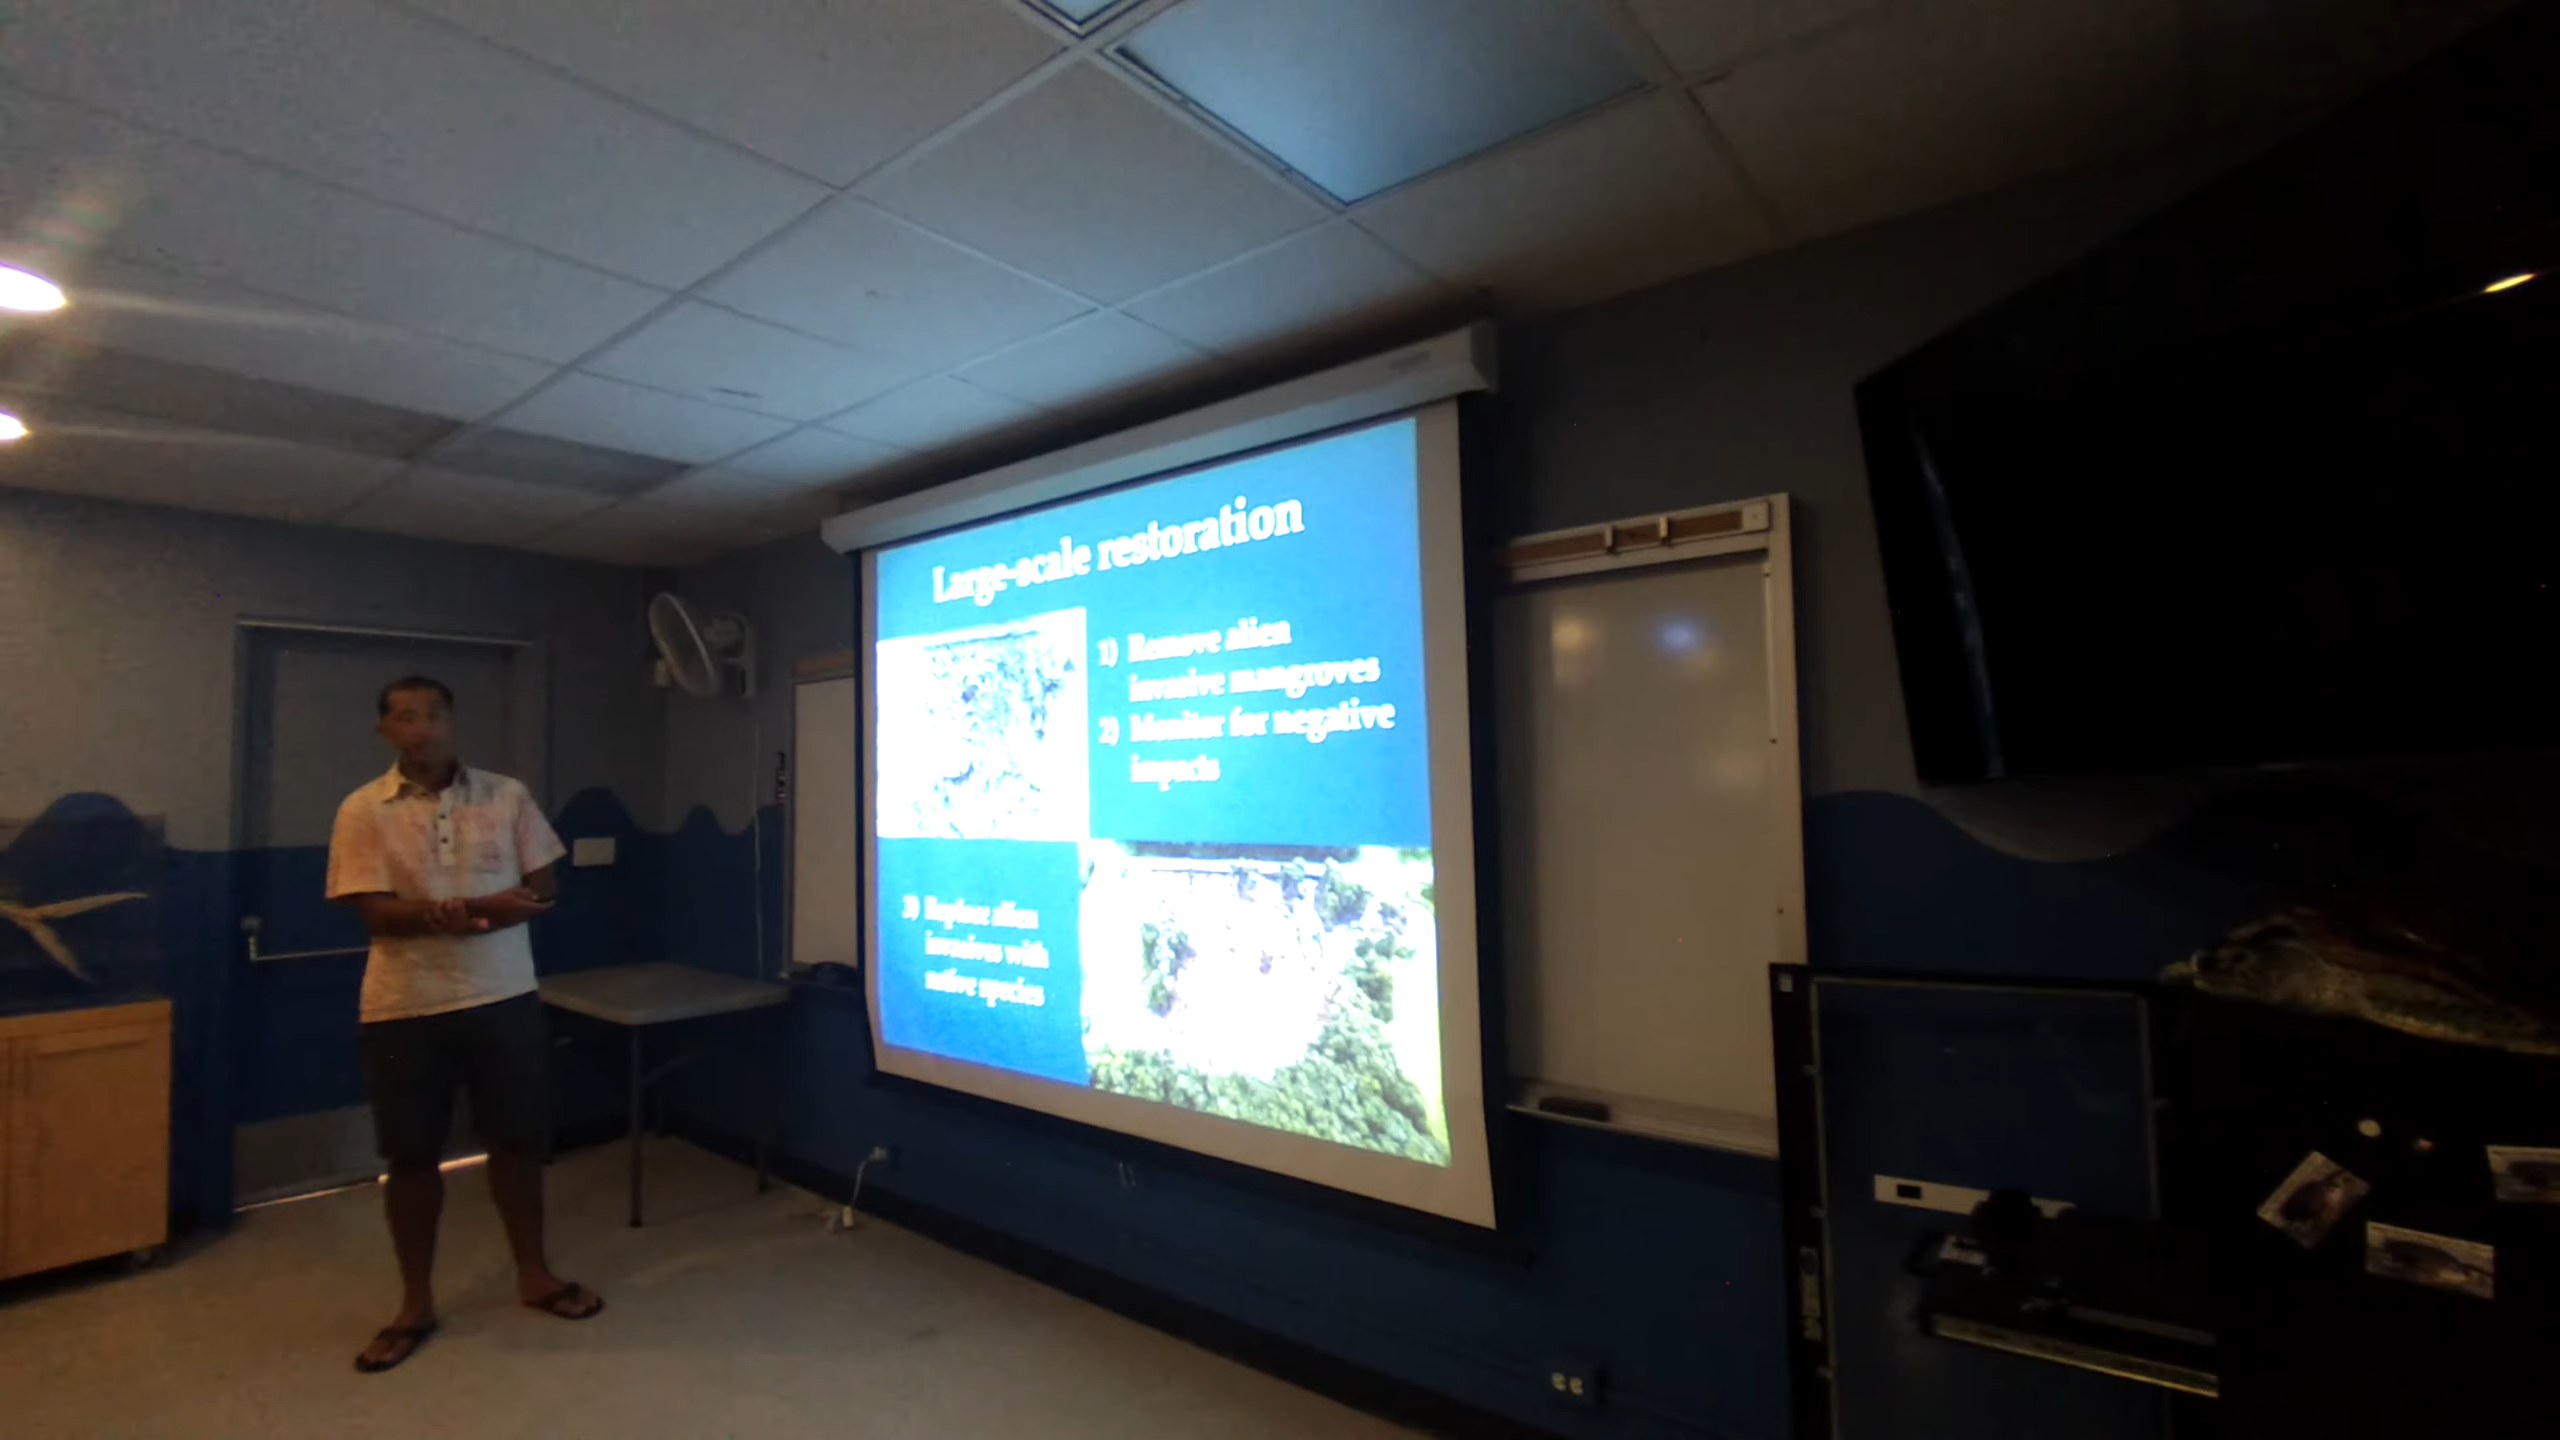 Large-scale restoration
1) Remove alien
invasive mangroves
2) Monitor for negative
impacts
3) Replace alien
invasives with
native species